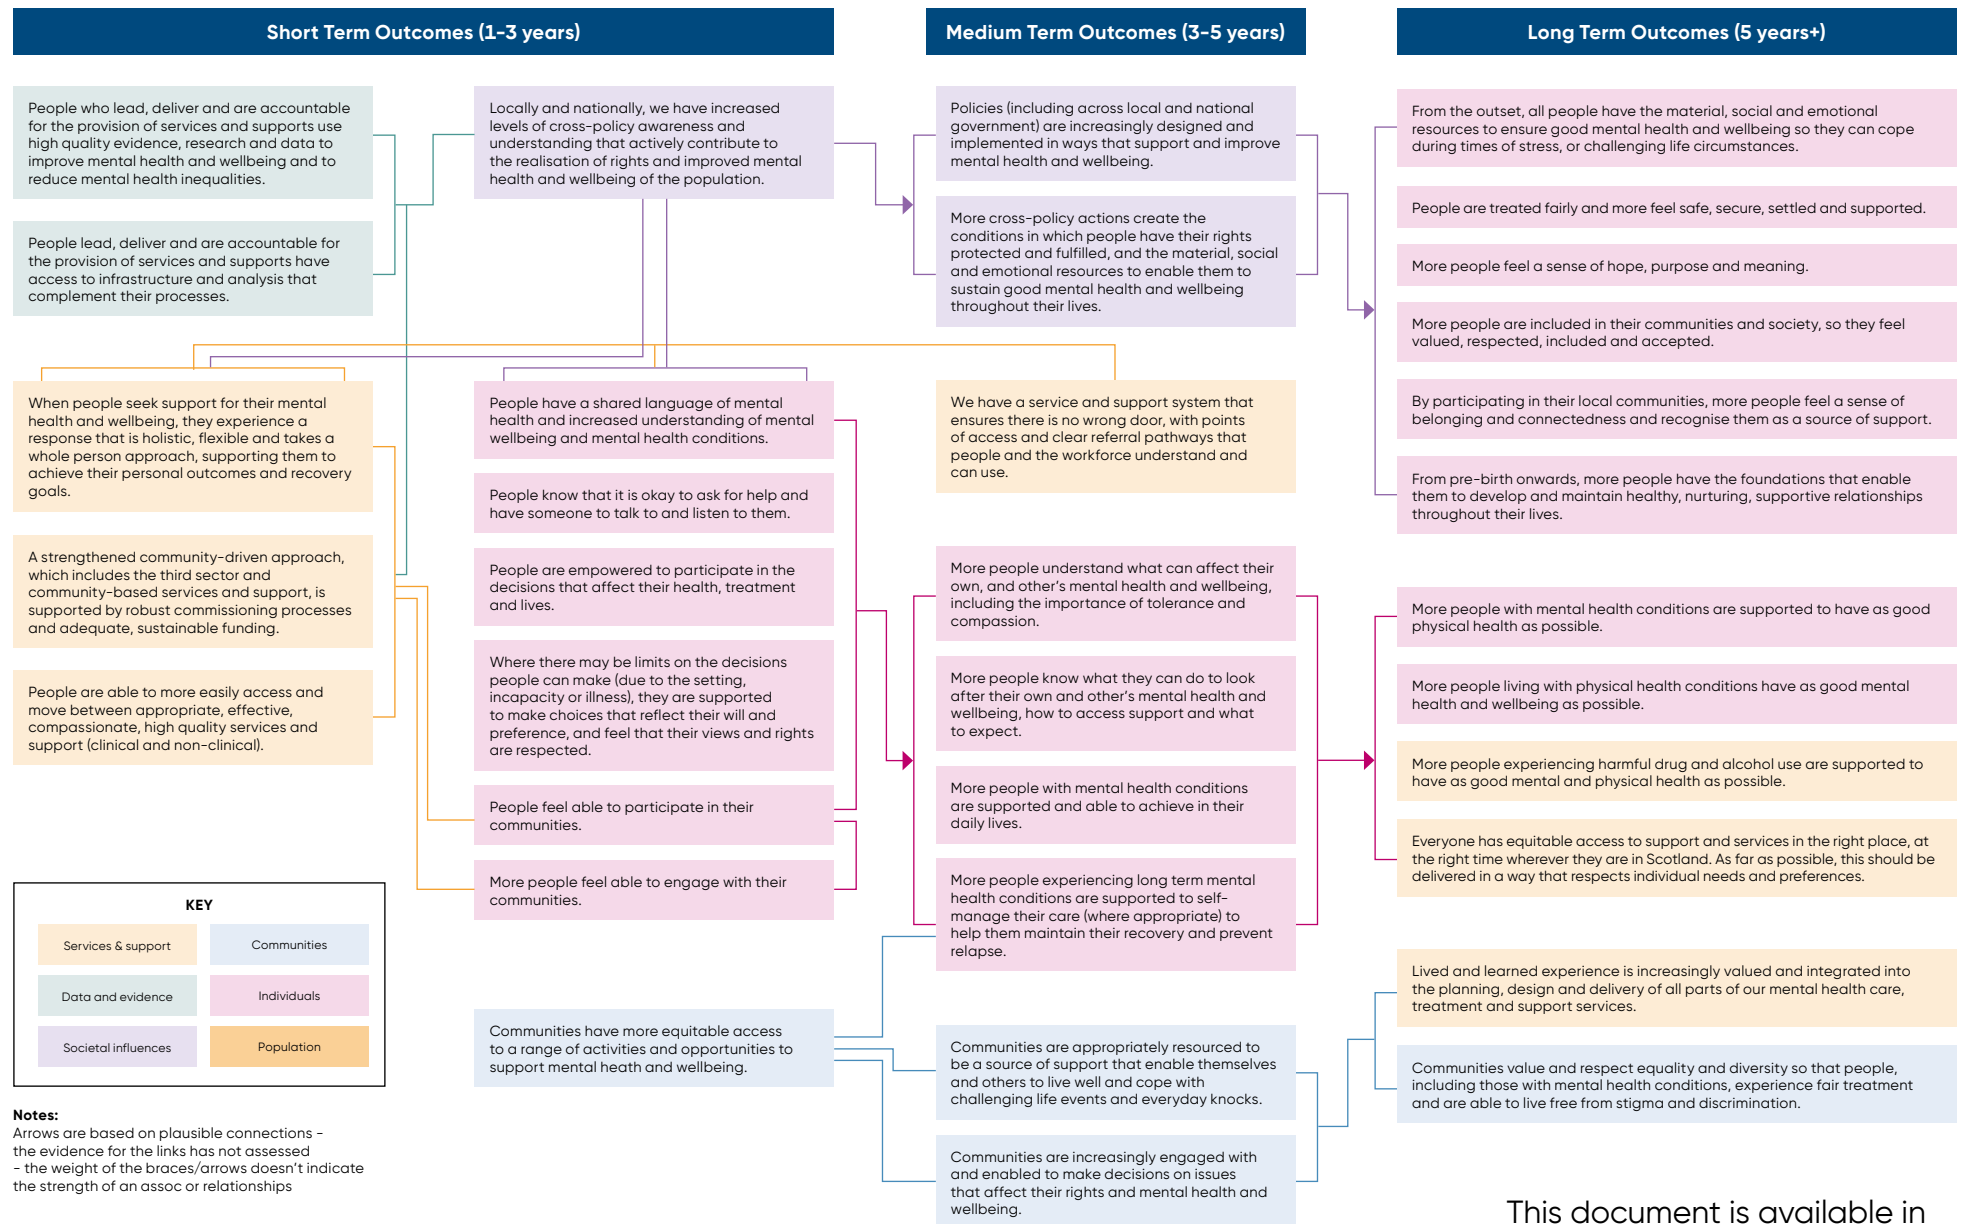 Short Term Outcomes (1-3 years)
Medium Term Outcomes (3-5 years)
Long Term Outcomes (5 years+)
People who lead, deliver and are accountable
for the provision of services and supports use
high quality evidence, research and data to
improve mental health and wellbeing and to
reduce mental health inequalities.
People lead, deliver and are accountable for
the provision of services and supports have
access to infrastructure and analysis that
complement their processes.
Locally and nationally, we have increased
levels of cross-policy awareness and
understanding that actively contribute to
the realisation of rights and improved mental
health and wellbeing of the population.
Policies (including across local and national
government) are increasingly designed and
implemented in ways that support and improve
mental health and wellbeing.
More cross-policy actions create the
conditions in which people have their rights
protected and fulfilled, and the material, social
and emotional resources to enable them to
sustain good mental health and wellbeing
throughout their lives.
From the outset, all people have the material, social and emotional
resources to ensure good mental health and wellbeing so they can cope
during times of stress, or challenging life circumstances.
People are treated fairly and more feel safe, secure, settled and supported.
More people feel a sense of hope, purpose and meaning.
More people are included in their communities and society, so they feel
valued, respected, included and accepted.
By participating in their local communities, more people feel a sense of
belonging and connectedness and recognise them as a source of support.
From pre-birth onwards, more people have the foundations that enable
them to develop and maintain healthy, nurturing, supportive relationships
throughout their lives.
When people seek support for their mental
health and wellbeing, they experience a
response that is holistic, flexible and takes a
whole person approach, supporting them to
achieve their personal outcomes and recovery
goals.
A strengthened community-driven approach,
which includes the third sector and
community-based services and support, is
supported by robust commissioning processes
and adequate, sustainable funding.
People are able to more easily access and
move between appropriate, effective,
compassionate, high quality services and
support (clinical and non-clinical).
People have a shared language of mental
health and increased understanding of mental
wellbeing and mental health conditions.
People know that it is okay to ask for help and
have someone to talk to and listen to them.
People are empowered to participate in the
decisions that affect their health, treatment
and lives.
Where there may be limits on the decisions
people can make (due to the setting,
incapacity or illness), they are supported
to make choices that reflect their will and
preference, and feel that their views and rights
are respected.
People feel able to participate in their
communities.
More people feel able to engage with their
communities.
We have a service and support system that
ensures there is no wrong door, with points
of access and clear referral pathways that
people and the workforce understand and
can use.
More people understand what can affect their
own, and other's mental health and wellbeing,
including the importance of tolerance and
compassion.
More people know what they can do to look
after their own and other's mental health and
wellbeing, how to access support and what
to expect.
More people with mental health conditions
are supported and able to achieve in their
daily lives.
More people experiencing long term mental
health conditions are supported to self-
manage their care (where appropriate) to
help them maintain their recovery and prevent
relapse.
More people with mental health conditions are supported to have as good
physical health as possible.
More people living with physical health conditions have as good mental
health and wellbeing as possible.
More people experiencing harmful drug and alcohol use are supported to
have as good mental and physical health as possible.
Everyone has equitable access to support and services in the right place, at
the right time wherever they are in Scotland. As far as possible, this should be
delivered in a way that respects individual needs and preferences.
Communities have more equitable access
to a range of activities and opportunities to
support mental heath and wellbeing.
Communities are appropriately resourced to
be a source of support that enable themselves
and others to live well and cope with
challenging life events and everyday knocks.
Communities are increasingly engaged with
and enabled to make decisions on issues
that affect their rights and mental health and
wellbeing.
Lived and learned experience is increasingly valued and integrated into
the planning, design and delivery of all parts of our mental health care,
treatment and support services.
Communities value and respect equality and diversity so that people,
including those with mental health conditions, experience fair treatment
and are able to live free from stigma and discrimination.
KEY
Services & support
Communities
Data and evidence
Individuals
Societal influences
Population
Notes:
Arrows are based on plausible connections -
the evidence for the links has not assessed
- the weight of the braces/arrows doesn't indicate
the strength of an assoc or relationships
This document is available in